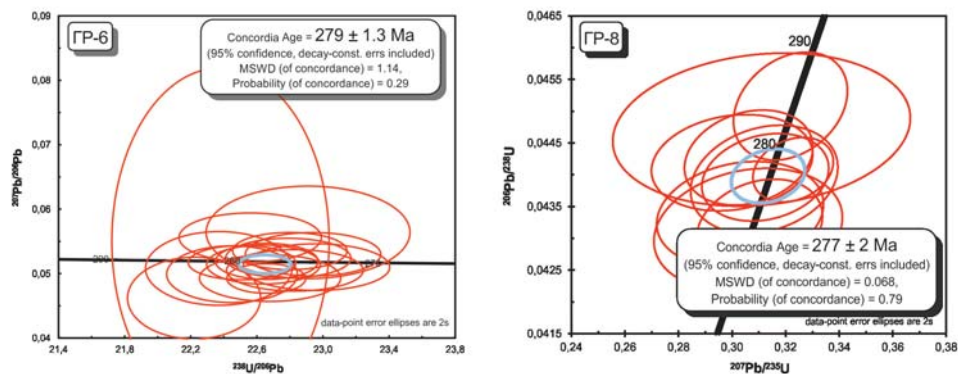 ГР-6
Concordia Age = 279 ± 1.3 Ma
(95% confidence, decay-const. errs included)
MSWD (of concordance) = 1.14,
Probability (of concordance) = 0.29
0,09
0,08
0,07
0,06
0,05
0,04
207Pb/206Pb
data-point error ellipses are 2s
21,4
21,8
22,2
22,6
23,0
23,4
23,8
238U/206Pb
ГР-8
290
280
0,0465
0,0455
0,0445
0,0435
0,0425
0,0415
206Pb/238U
Concordia Age = 277 ± 2 Ma
(95% confidence, decay-const. errs included)
MSWD (of concordance) = 0.068,
Probability (of concordance) = 0.79
data-point error ellipses are 2s
0,24
0,26
0,28
0,30
0,32
0,34
0,36
0,38
207Pb/235U